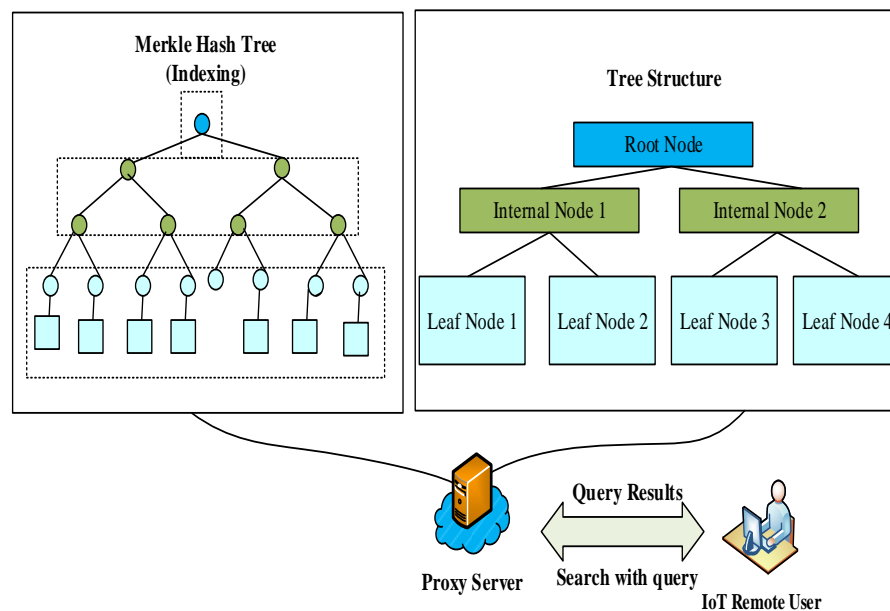 Merkle Hash Tree
(Indexing)
Tree Structure
Root Node
Internal Node 1
Internal Node 2
Leaf Node 1
Leaf Node 2
Leaf Node 3
Leaf Node 4
Query Results
Search with query
Proxy Server
IoT Remote User